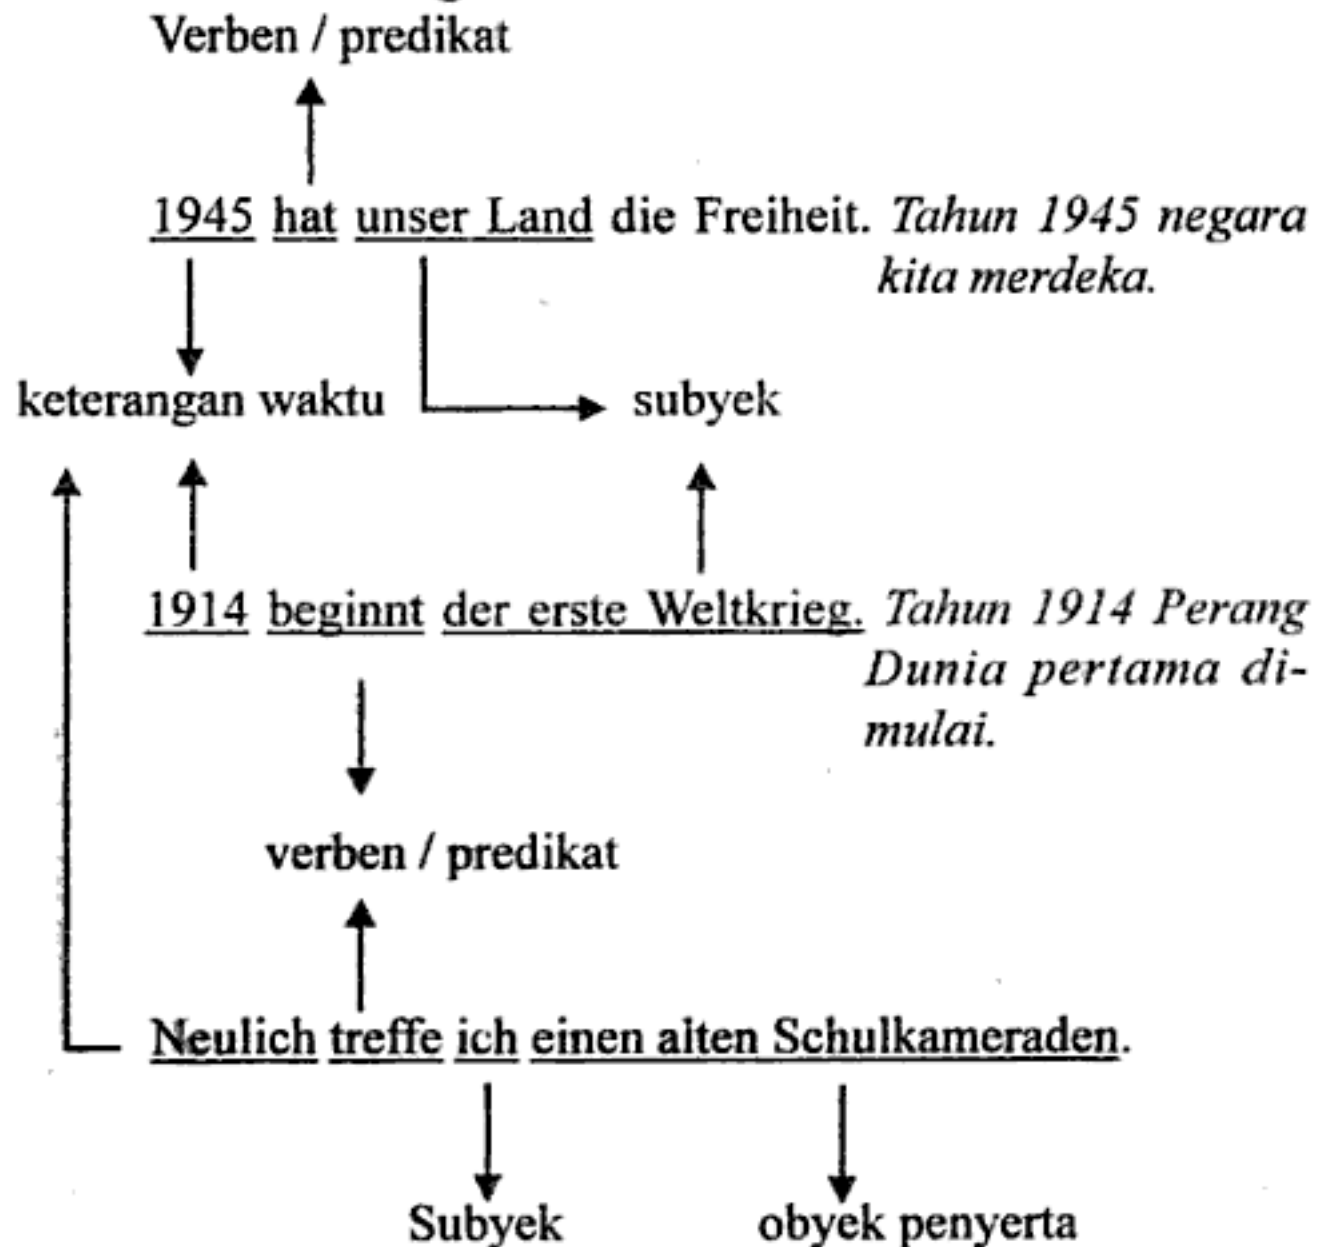 Verben / predikat
1945 hat unser Land die Freiheit. Tahun 1945 negara
kita merdeka.
keterangan waktu subyek
1914 beginnt der erste Weltkrieg. Tahun 1914 Perang
Dunia pertama di-
mulai.
verben / predikat
Neulich treffe ich einen alten Schulkameraden.
Subyek obyek penyerta